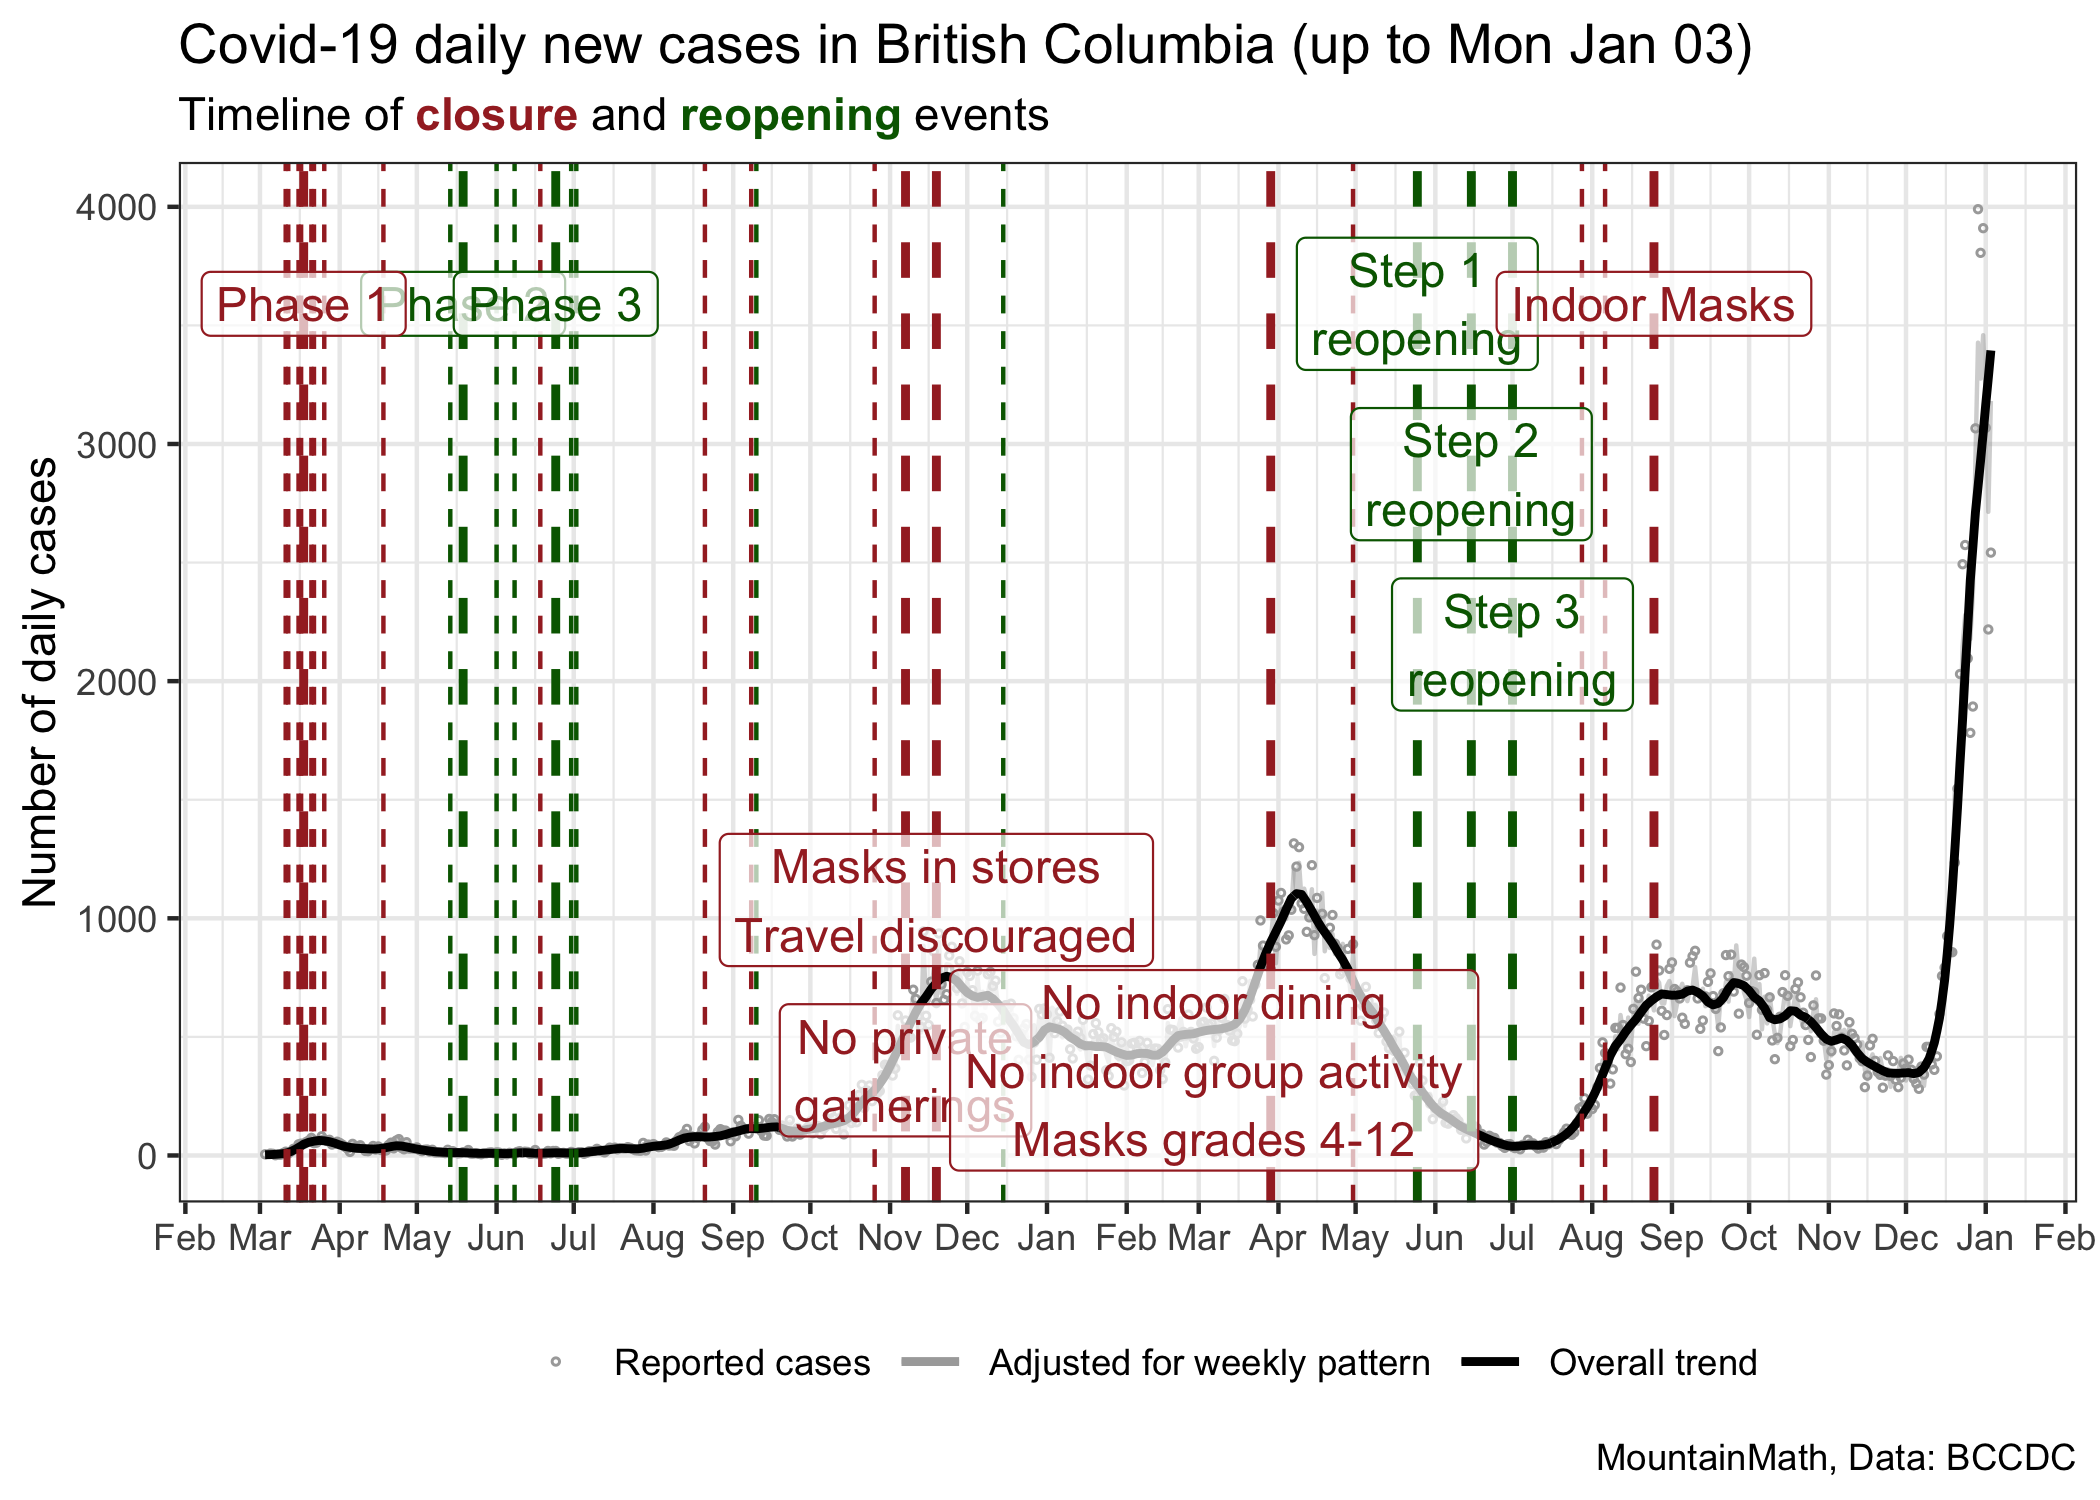 Covid-19 daily new cases in British Columbia (up to Mon Jan 03)
Timeline of closure and reopening events
Number of daily cases
4000
3000
2000
1000
0
Phase 1
Phase 2
Phase 3
Step 1
reopening
Indoor Masks
Step 2
reopening
Step 3
reopening
Masks in stores
Travel discouraged
No private
gatherings
No indoor dining
No indoor group activity
Masks grades 4-12
Feb Mar Apr May Jun Jul Aug Sep Oct Nov Dec Jan Feb Mar Apr May Jun Jul Aug Sep Oct Nov Dec Jan Feb
Reported cases Adjusted for weekly pattern Overall trend
MountainMath, Data: BCCDC